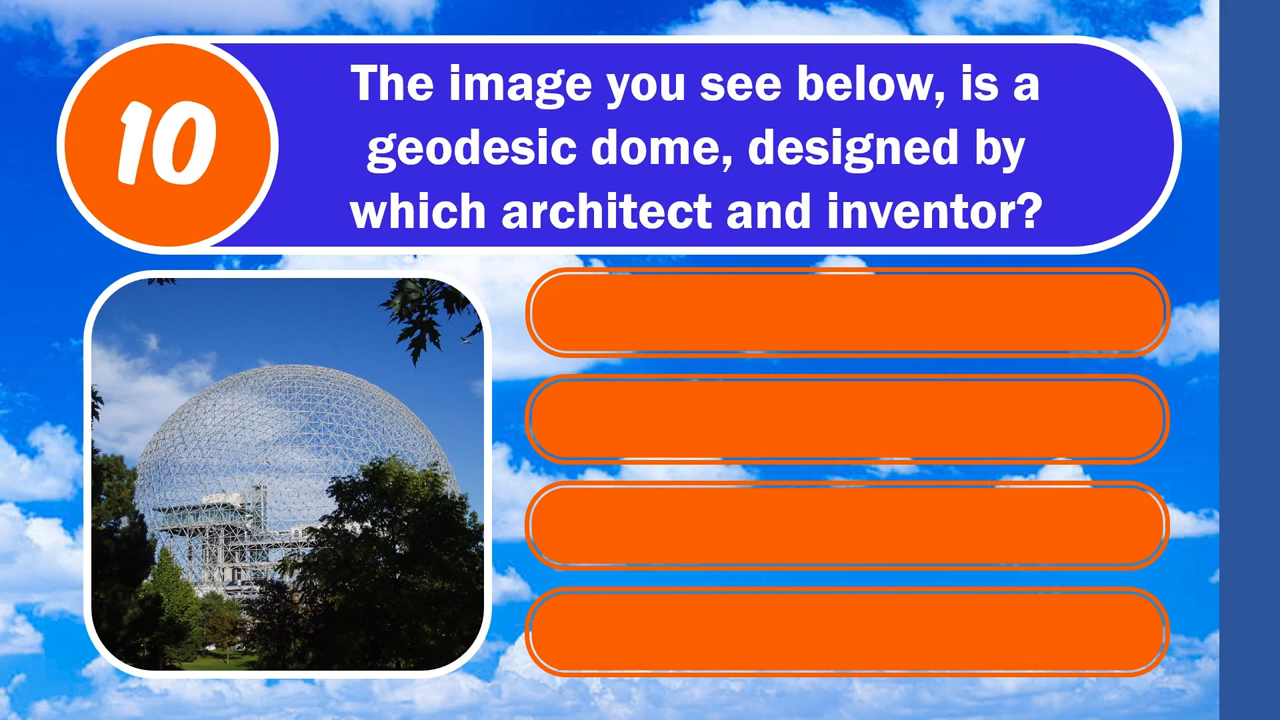 10
The image you see below, is a
geodesic dome, designed by
which architect and inventor?